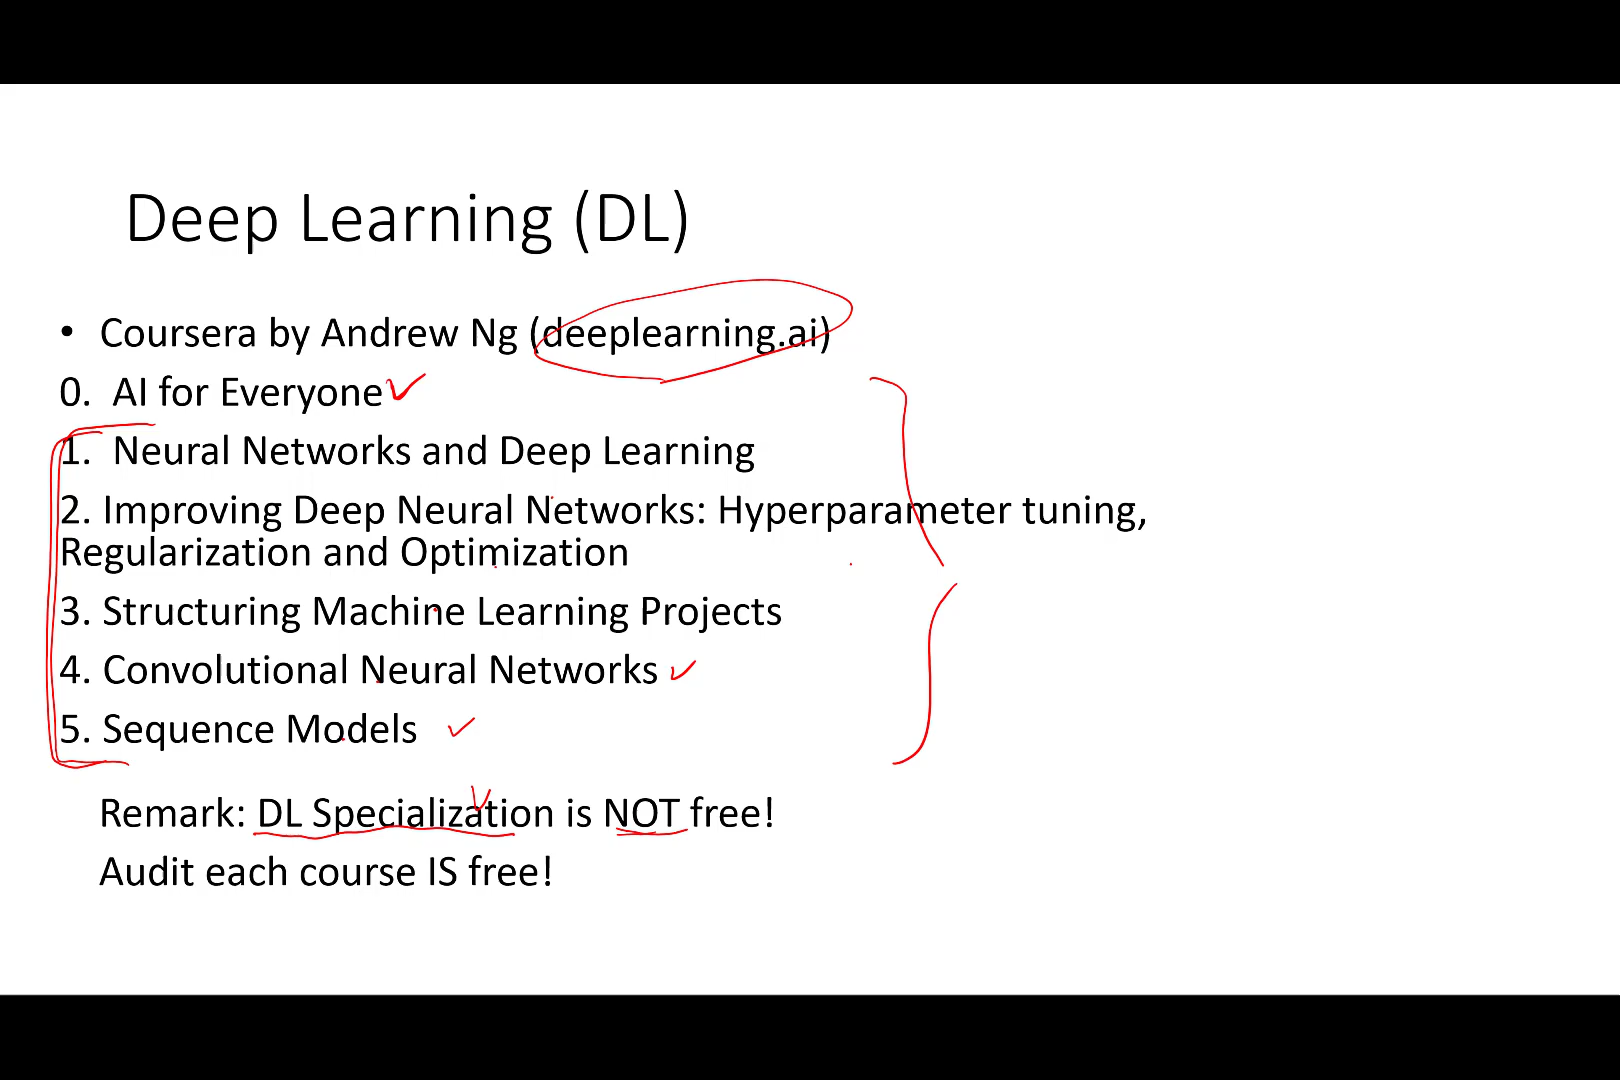 Deep Learning (DL)
• Coursera by Andrew Ng (deeplearning.ai)
0. AI for Everyone
1. Neural Networks and Deep Learning
2. Improving Deep Neural Networks: Hyperparameter tuning,
Regularization and Optimization
3. Structuring Machine Learning Projects
4. Convolutional Neural Networks
5. Sequence Models
Remark: DL Specialization is NOT free!
Audit each course IS free!